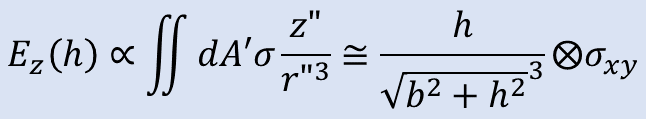 E_z(h) ∝ ∬ dA'σ z"/r"³ ≅ h/√(b² + h²)³ ⊗σ_xy